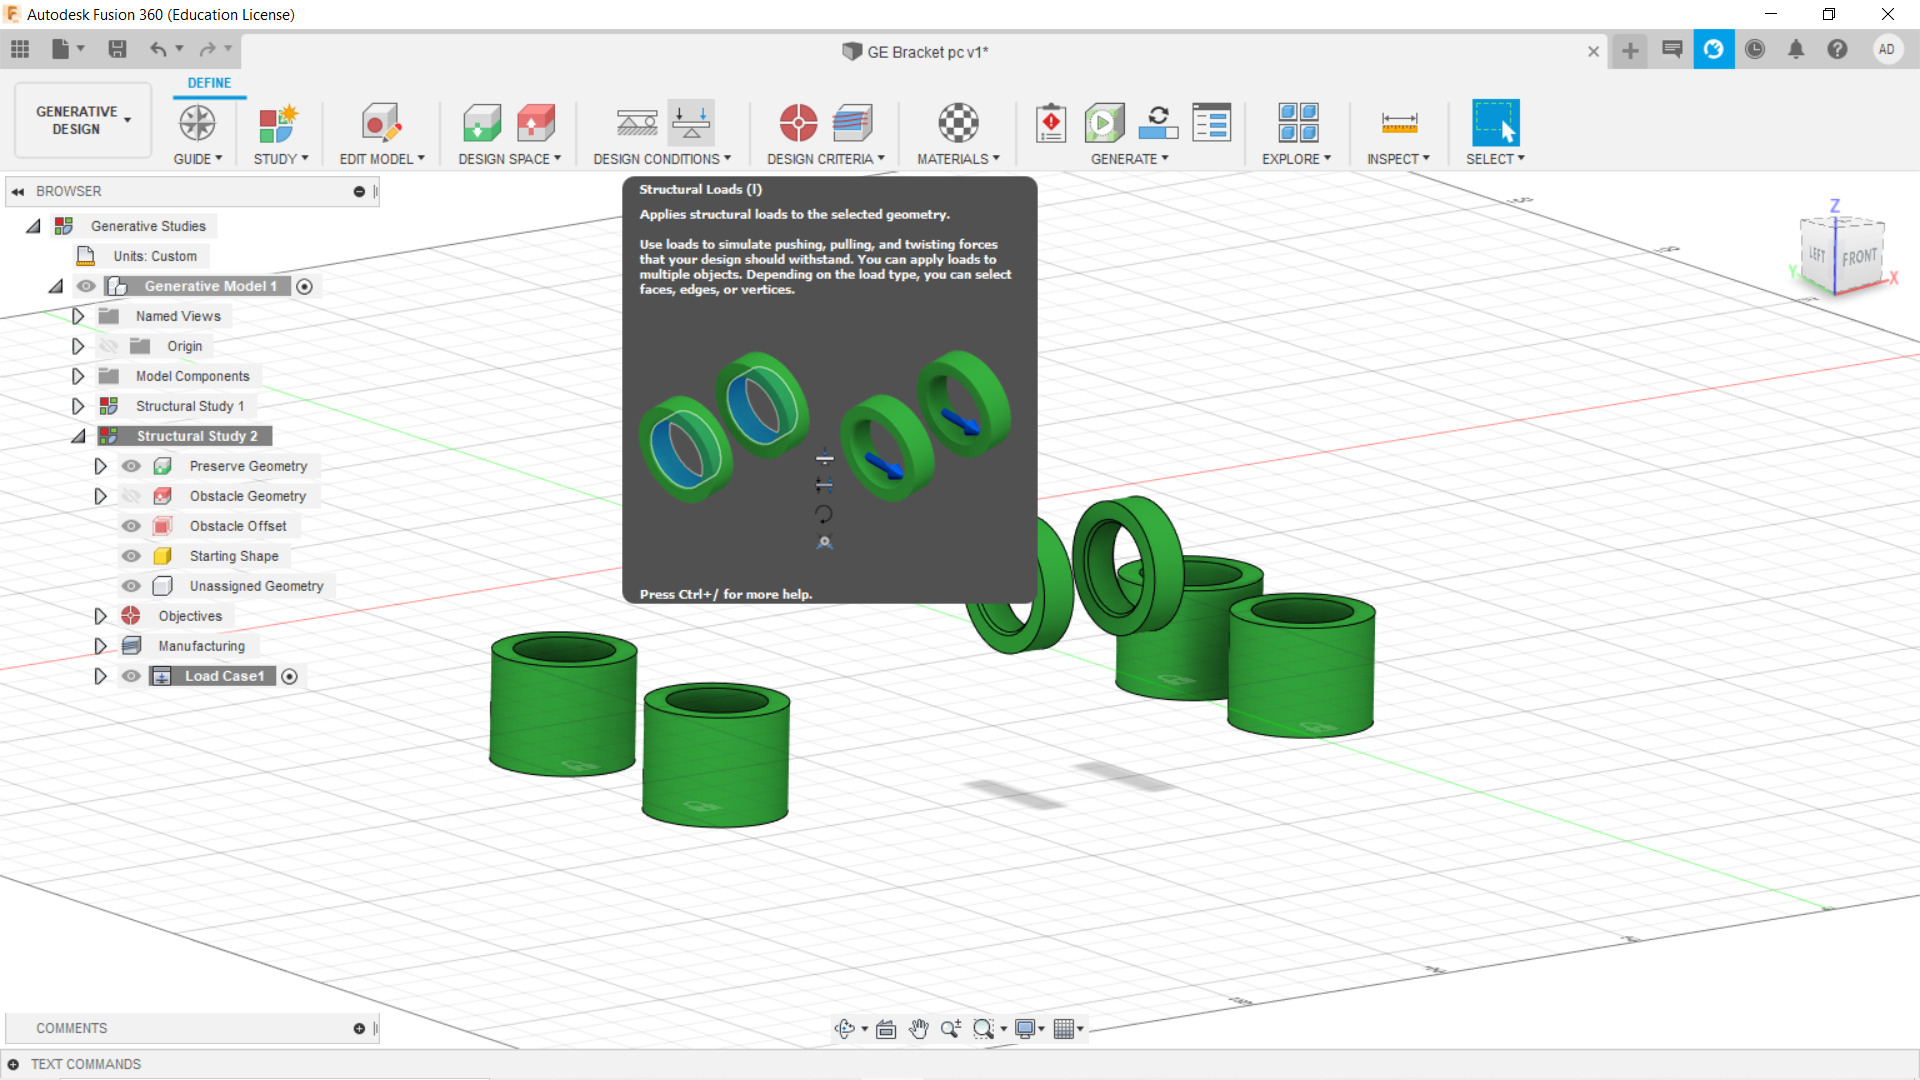 Autodesk Fusion 360 (Education License)
GE Bracket pc v1*
AD
DEFINE
GENERATIVE
DESIGN
GUIDE
STUDY
EDIT MODEL
DESIGN SPACE
DESIGN CONDITIONS
DESIGN CRITERIA
MATERIALS
GENERATE
EXPLORE
INSPECT
SELECT
BROWSER
Generative Studies
Units: Custom
Generative Model 1
Named Views
Origin
Model Components
Structural Study 1
Structural Study 2
Preserve Geometry
Obstacle Geometry
Obstacle Offset
Starting Shape
Unassigned Geometry
Objectives
Manufacturing
Load Case1
Structural Loads (l)
Applies structural loads to the selected geometry.
Use loads to simulate pushing, pulling, and twisting forces
that your design should withstand. You can apply loads to
multiple objects. Depending on the load type, you can select
faces, edges, or vertices.
Press Ctrl+/ for more help.
Z
LEFT
FRONT
Y
X
COMMENTS
TEXT COMMANDS